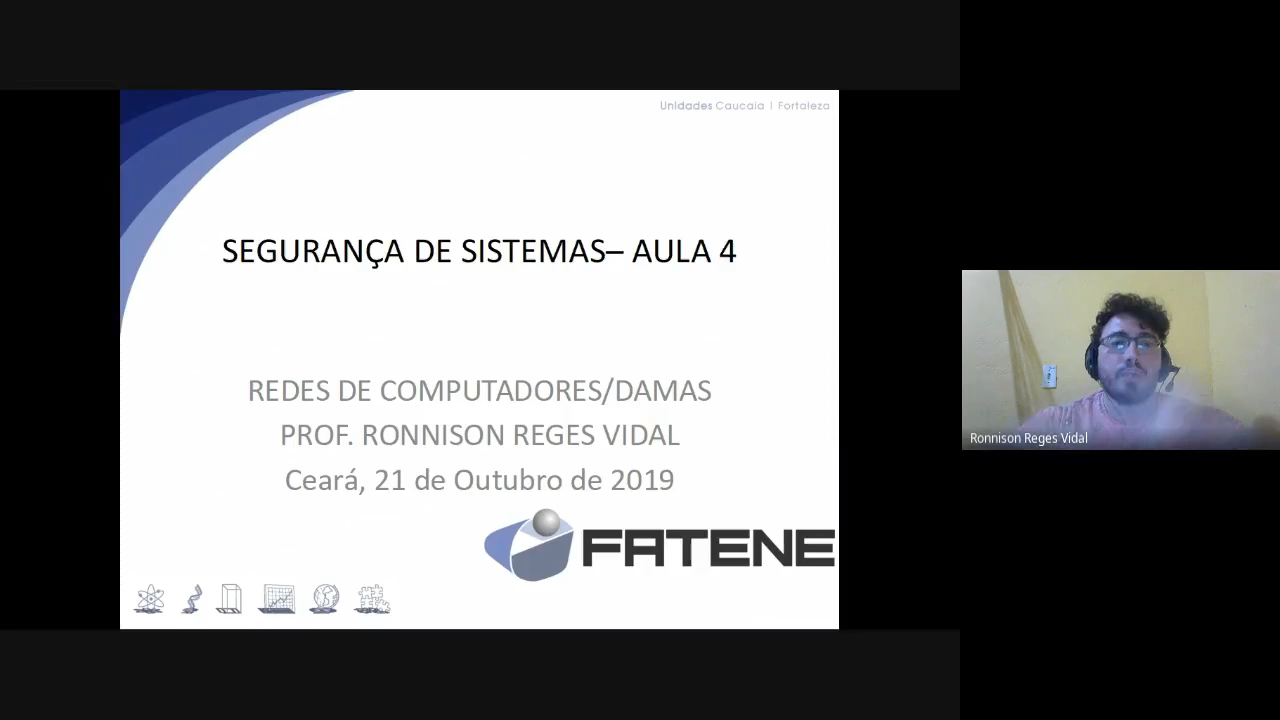 Unidades Caucaia | Fortaleza
SEGURANÇA DE SISTEMAS– AULA 4
REDES DE COMPUTADORES/DAMAS
PROF. RONNISON REGES VIDAL
Ceará, 21 de Outubro de 2019
FATENE
Ronnison Reges Vidal